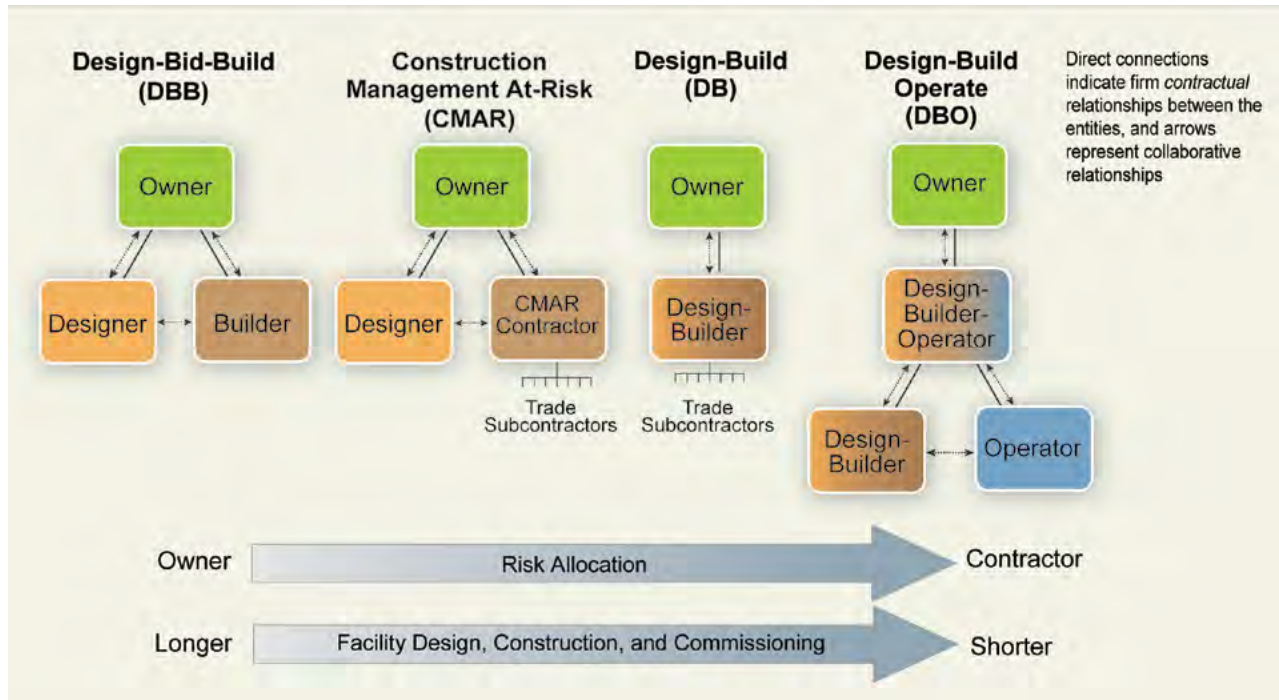 Design-Bid-Build
(DBB)
Owner
Designer
Builder
Construction
Management At-Risk
(CMAR)
Owner
Designer
CMAR
Contractor
Trade
Subcontractors
Design-Build
(DB)
Owner
Design-
Builder
Trade
Subcontractors
Design-Build
Operate
(DBO)
Owner
Design-
Builder-
Operator
Design-
Builder
Operator
Direct connections
indicate firm contractual
relationships between the
entities, and arrows
represent collaborative
relationships
Owner
Risk Allocation
Contractor
Longer
Facility Design, Construction, and Commissioning
Shorter